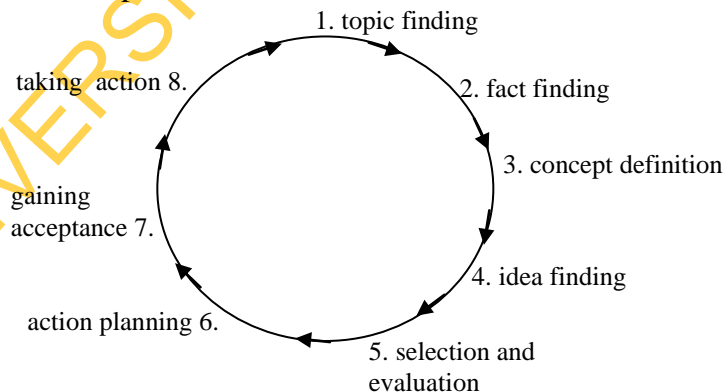 1. topic finding
2. fact finding
3. concept definition
4. idea finding
5. selection and
evaluation
action planning 6.
gaining
acceptance 7.
taking action 8.